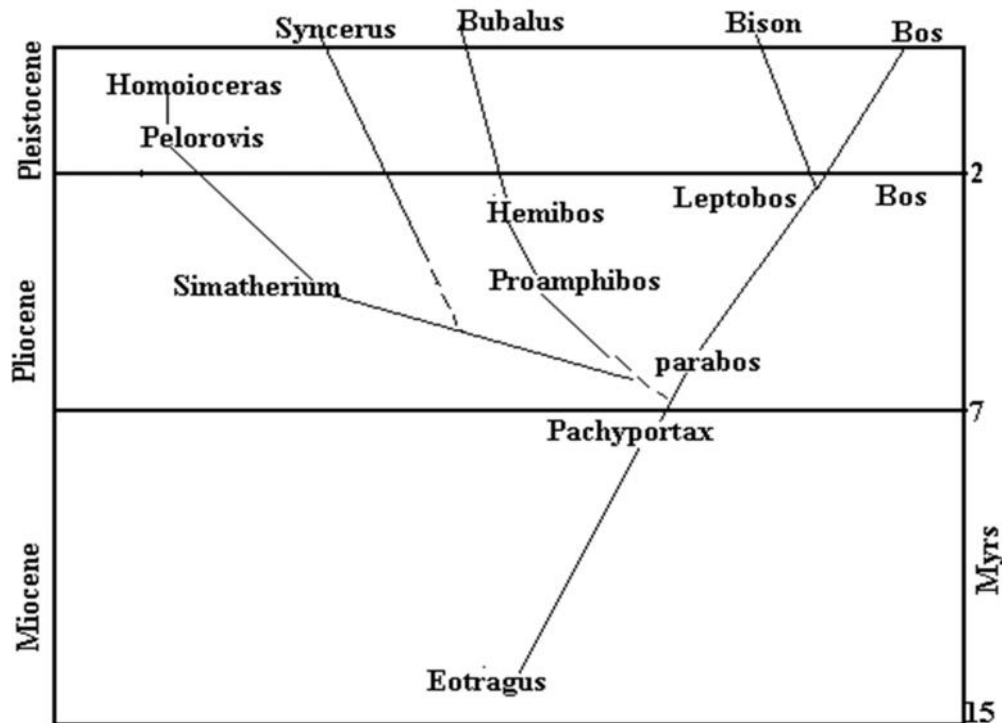 Syncerus
Bubalus
Bison
Bos
Pleistocene
Homoioceras
Pelorovis
2
Leptobos
Bos
Hemibos
Pliocene
Simatherium
Proamphibos
parabos
7
Pachyportax
Miocene
Myrs
Eotragus
15